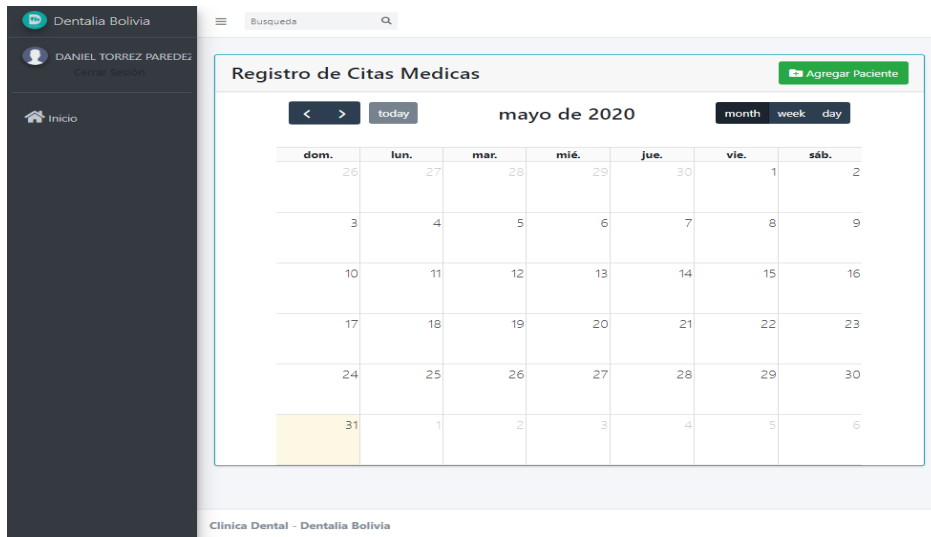 Dentalia Bolivia
Busqueda
DANIEL TORREZ PAREDEZ
Cerrar Sesión
Inicio
Registro de Citas Medicas
Agregar Paciente
today
mayo de 2020
month week day
dom. lun. mar. mié. jue. vie. sáb.
26 27 28 29 30 1 2
3 4 5 6 7 8 9
10 11 12 13 14 15 16
17 18 19 20 21 22 23
24 25 26 27 28 29 30
31 1 2 3 4 5 6
Clinica Dental - Dentalia Bolivia